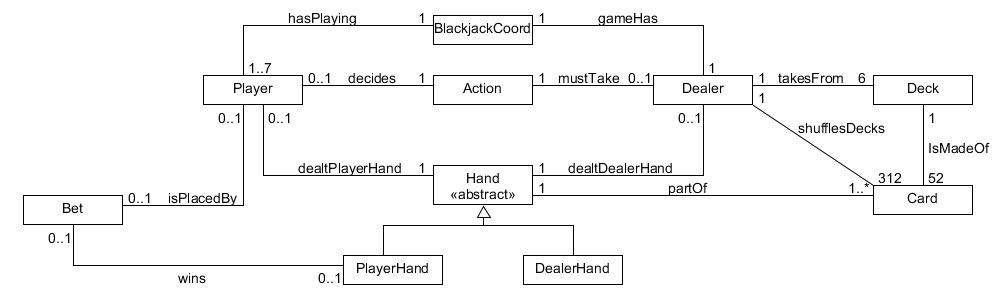 hasPlaying 1 BlackjackCoord 1 gameHas
1..7 1
Player 0..1 decides 1 Action 1 mustTake 0..1 Dealer 1 takesFrom 6 Deck
0..1 0..1 0..1 1 1
shufflesDecks
IsMadeOf
dealtPlayerHand 1 Hand 1 dealtDealerHand
«abstract» 1 partOf 1..* 312 52
Bet 0..1 isPlacedBy Card
0..1
wins 0..1 PlayerHand DealerHand